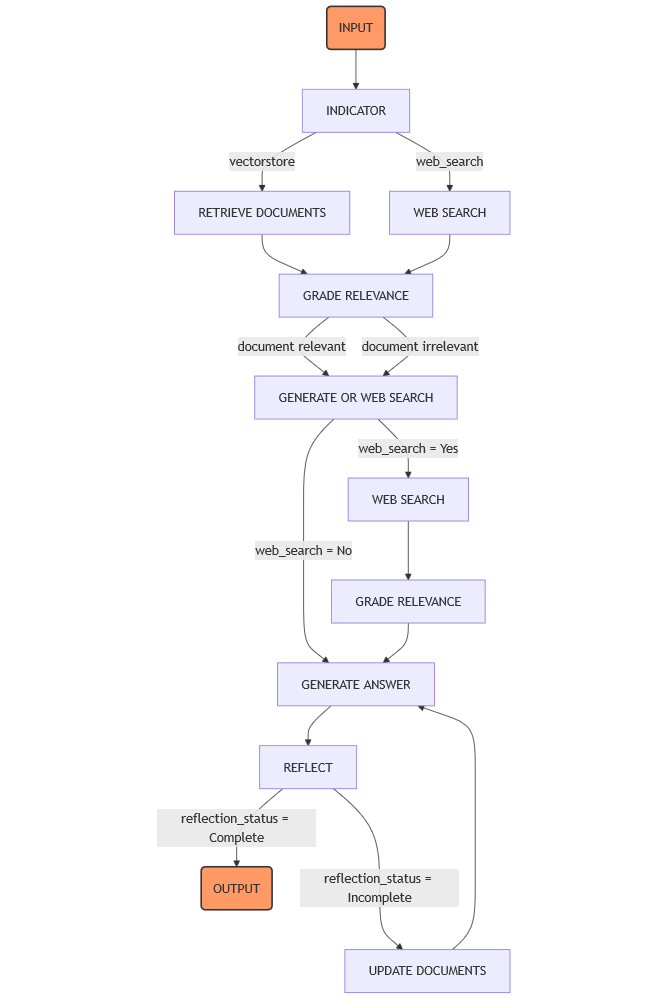 INPUT
INDICATOR
vectorstore
web_search
RETRIEVE DOCUMENTS
WEB SEARCH
GRADE RELEVANCE
document relevant
document irrelevant
GENERATE OR WEB SEARCH
web_search = Yes
WEB SEARCH
web_search = No
GRADE RELEVANCE
GENERATE ANSWER
REFLECT
reflection_status =
Complete
OUTPUT
reflection_status =
Incomplete
UPDATE DOCUMENTS